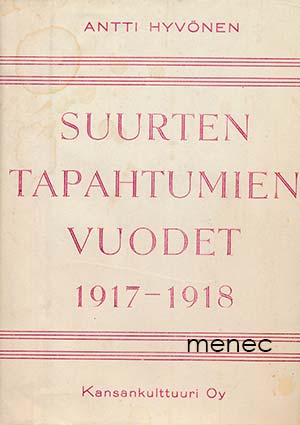 ANTTI HYVÖNEN
SUURTEN
TAPAHTUMIEN
VUODET
1917-1918
menec
Kansankulttuuri Oy